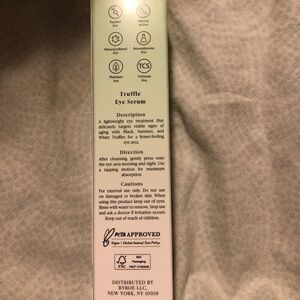 Paraben
free
Mineral
oil free
Phenoxyethanol
free
Benzophenone
free
Phthalate
free
TCS
Triclosan
free
Truffle
Eye Serum
Description
A lightweight eye treatment that
delicately targets visible signs of
aging with Black, Summer, and
White Truffles for a firmer-feeling
eye area.
Direction
After cleansing, gently press onto
the eye area morning and night. Use
a tapping motion for maximum
absorption.
Cautions
For external use only. Do not use
on damaged or broken skin. When
using this product keep out of eyes.
Rinse with water to remove. Stop use
and ask a doctor if irritation occurs.
Keep out of reach of children.
PETA APPROVED
Vegan | Global Animal Test Policy
FSC
MIX
Packaging
DISTRIBUTED BY
BYROE LLC,
NEW YORK, NY 10018